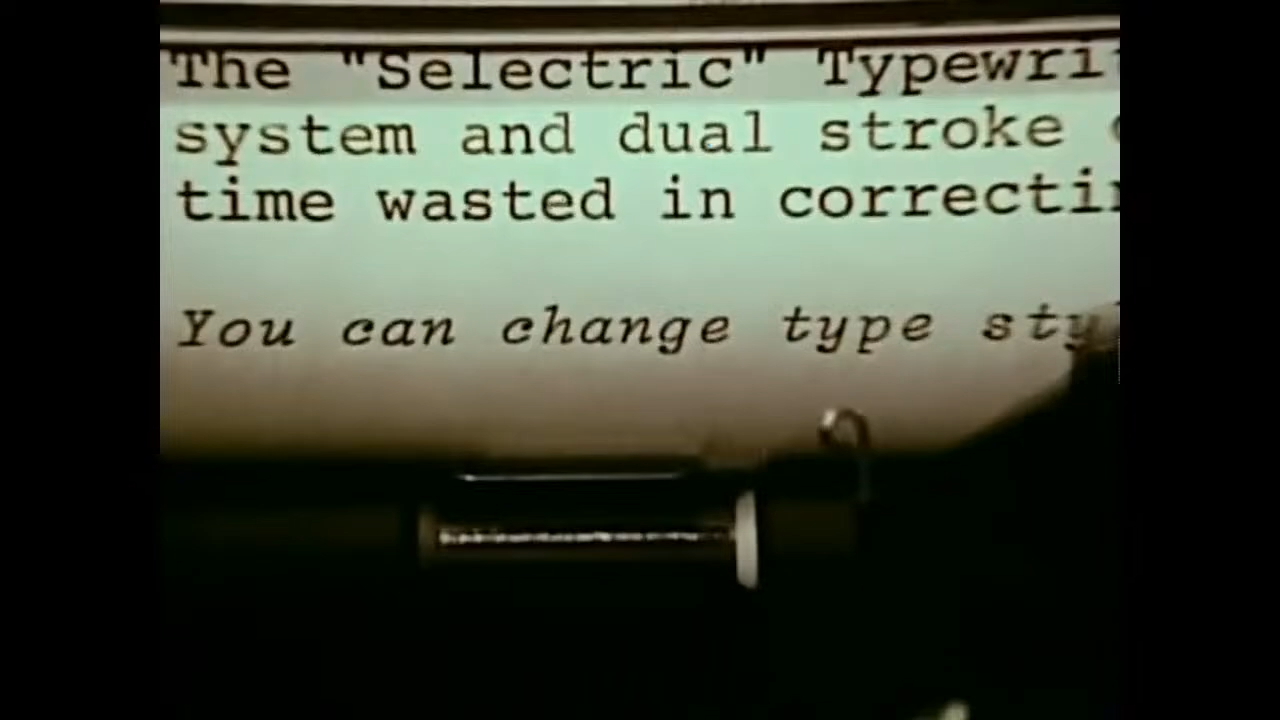 The "Selectric" Typewri
system and dual stroke
time wasted in correcti
You can change type sty